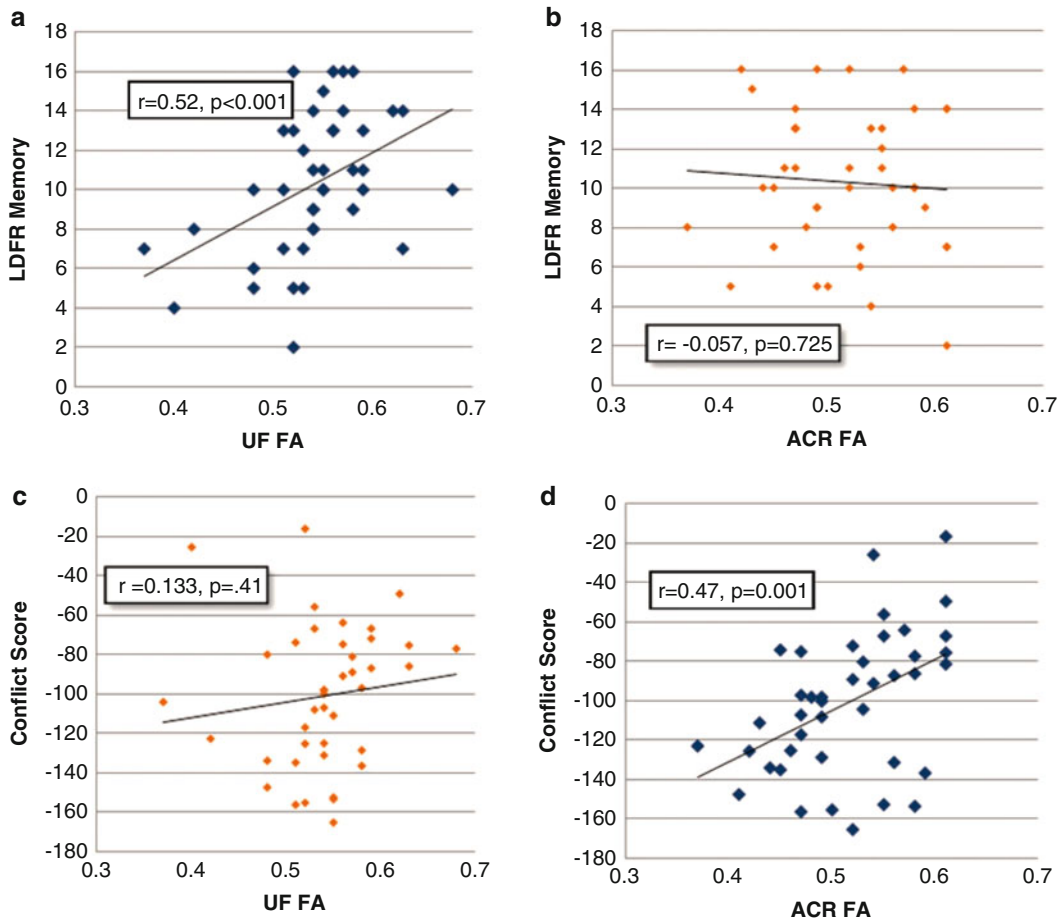 a
18
16
14
12
10
8
6
4
2
0
LDFR Memory
r=0.52, p<0.001
0.3 0.4 0.5 0.6 0.7
UF FA
b
18
16
14
12
10
8
6
4
2
0
LDFR Memory
r= -0.057, p=0.725
0.3 0.4 0.5 0.6 0.7
ACR FA
c
0
-20
-40
-60
-80
-100
-120
-140
-160
-180
Conflict Score
r =0.133, p=.41
0.3 0.4 0.5 0.6 0.7
UF FA
d
0
-20
-40
-60
-80
-100
-120
-140
-160
-180
Conflict Score
r=0.47, p=0.001
0.3 0.4 0.5 0.6 0.7
ACR FA